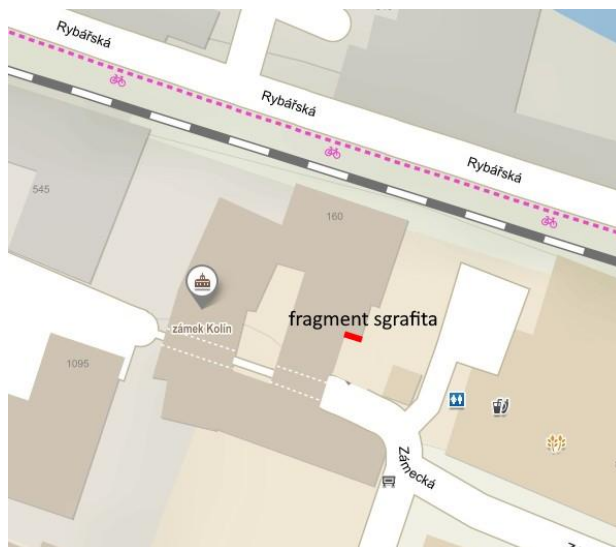 Rybářská
Rybářská
Rybářská
545
160
fragment sgrafita
zámek Kolín
1095
Zámecká